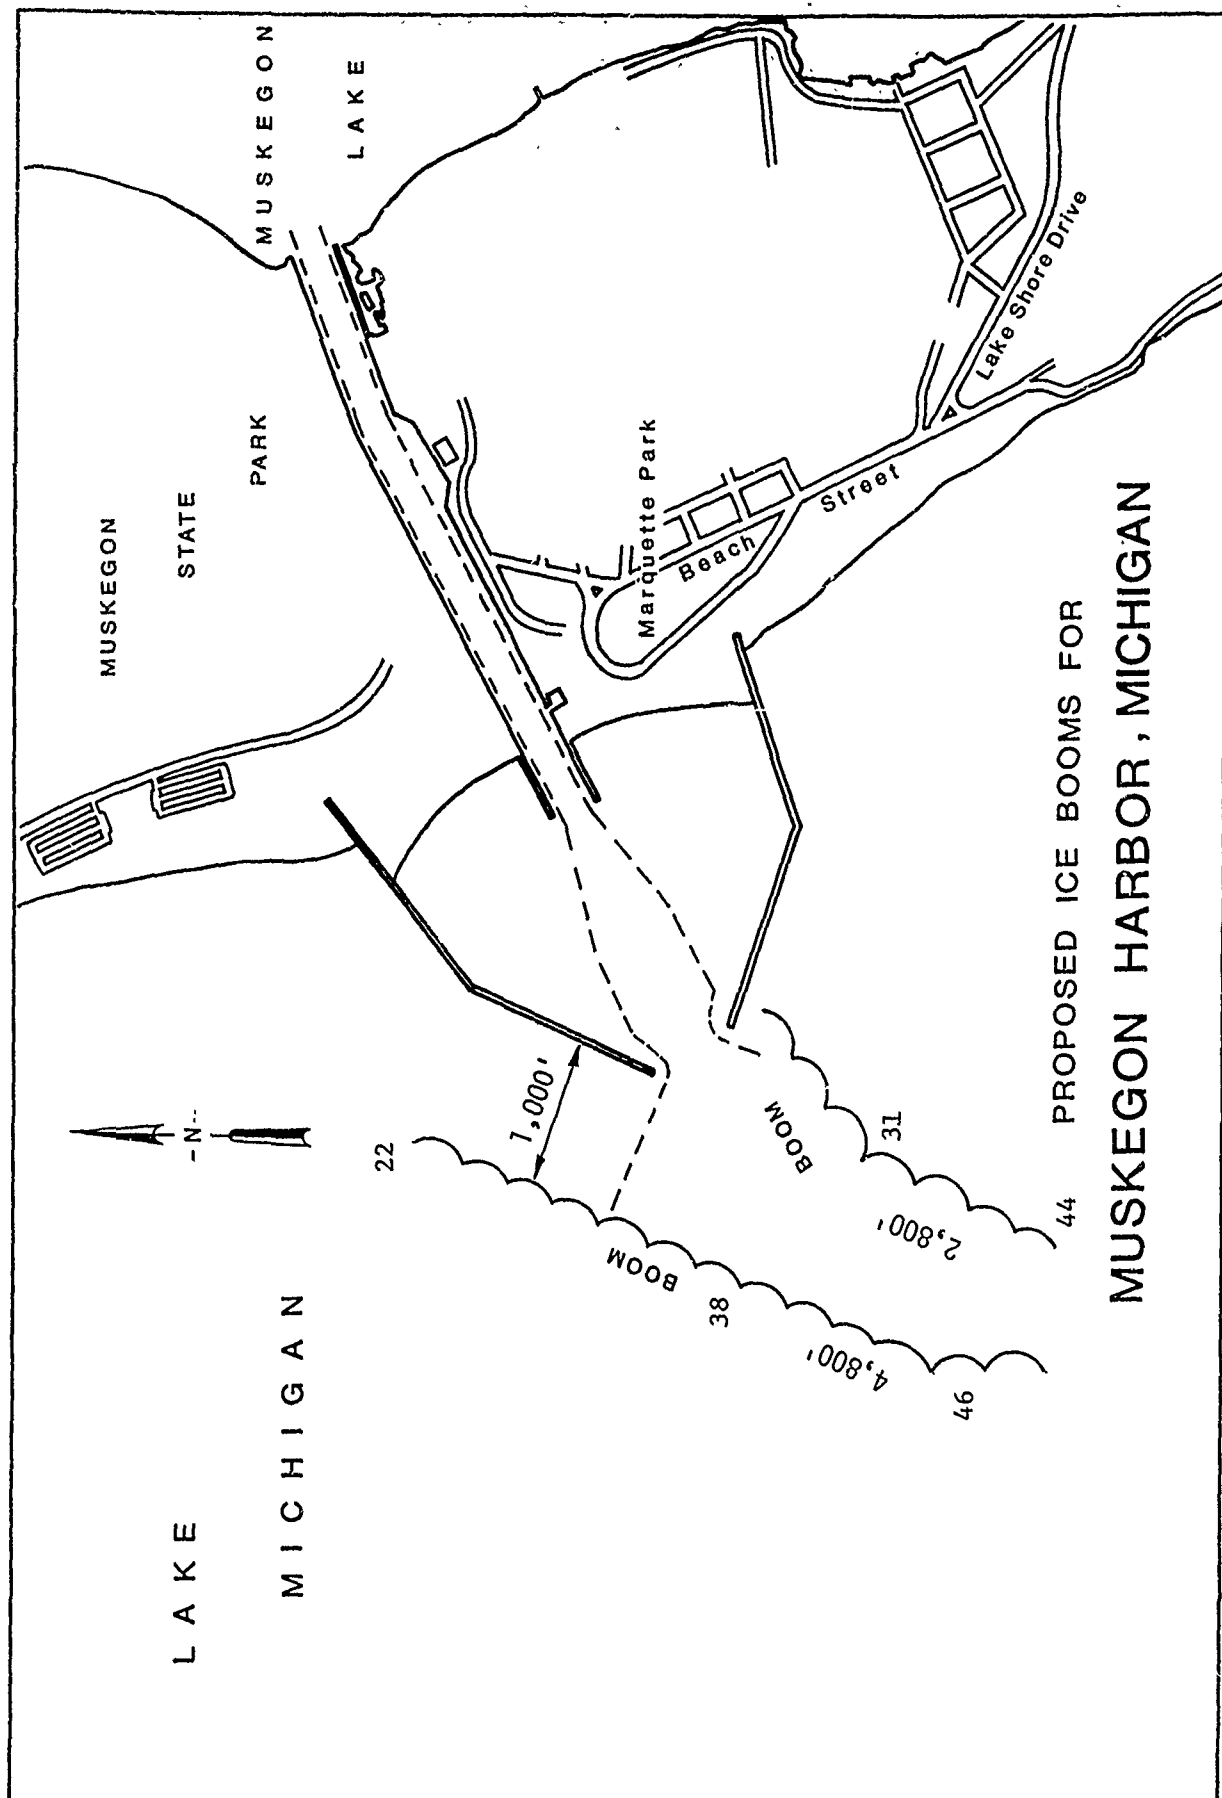 MUSKEGON
LAKE
MUSKEGON
STATE
PARK
LAKE
MICHIGAN
-N-
Marquette Park
Beach
Street
Lake Shore Drive
1,000'
22
BOOM
38
4,800'
46
BOOM
31
2,800'
44
PROPOSED ICE BOOMS FOR
MUSKEGON HARBOR, MICHIGAN